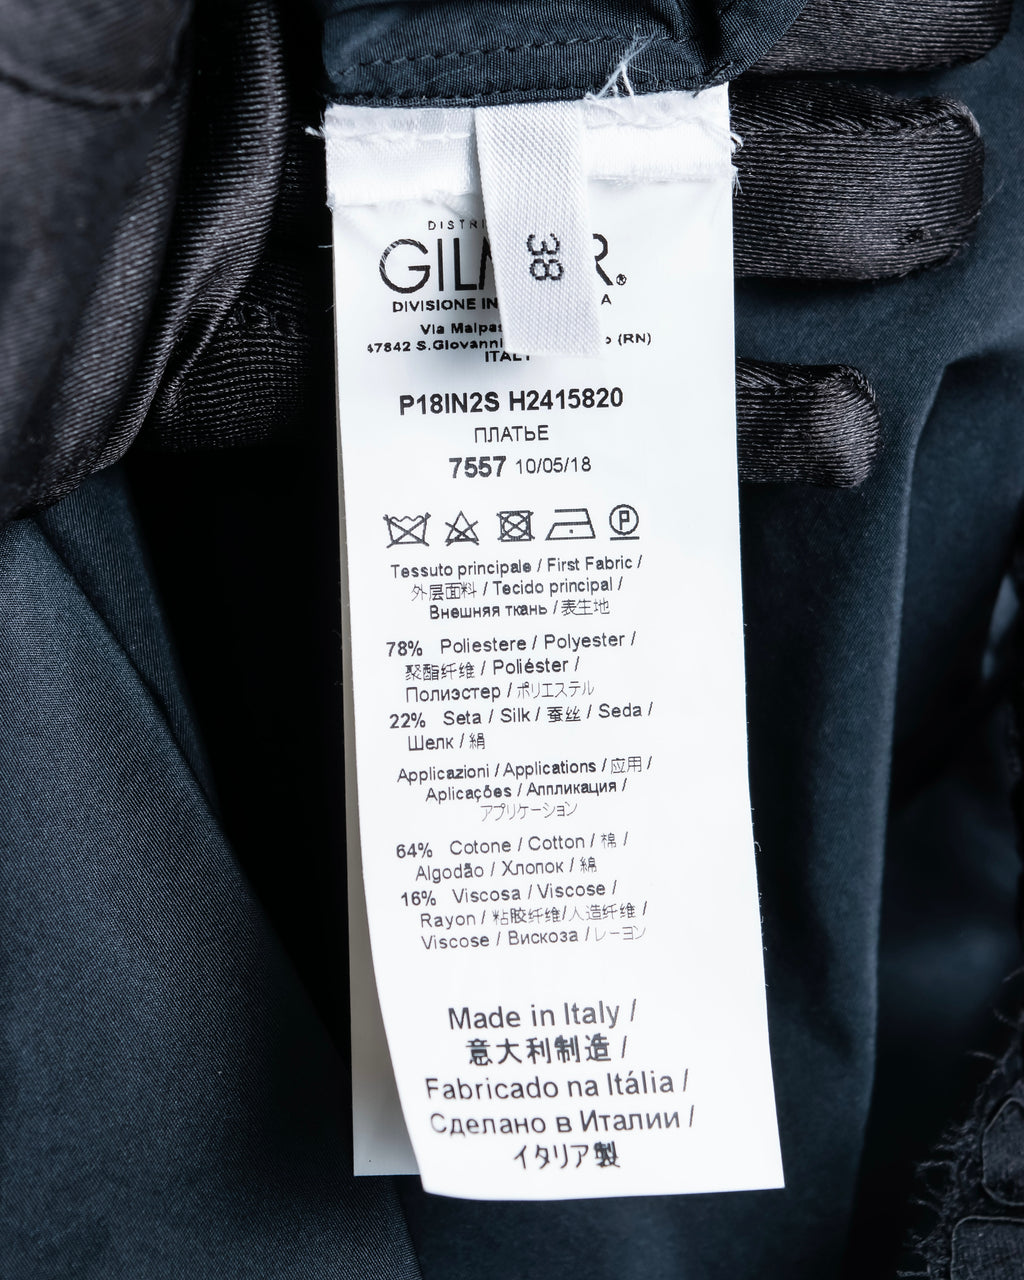 38
DISTRI
GIL R®
DIVISIONE IN A
Via Malpas
47842 S.Giovanni o (RN)
ITALY
P18IN2S H2415820
ПЛАТЬЕ
7557 10/05/18
P
Tessuto principale / First Fabric /
外层面料 / Tecido principal /
Внешняя ткань / 表生地
78% Poliestere / Polyester /
聚酯纤维 / Poliéster /
Полиэстер / ポリエステル
22% Seta / Silk / 蚕丝 / Seda /
Шелк / 絹
Applicazioni / Applications / 应用 /
Aplicações / Аппликация /
アプリケーション
64% Cotone / Cotton / 棉 /
Algodão / Хлопок / 綿
16% Viscosa / Viscose /
Rayon / 粘胶纤维/人造纤维 /
Viscose / Вискоза / レーヨン
Made in Italy /
意大利制造 /
Fabricado na Itália /
Сделано в Италии /
イタリア製